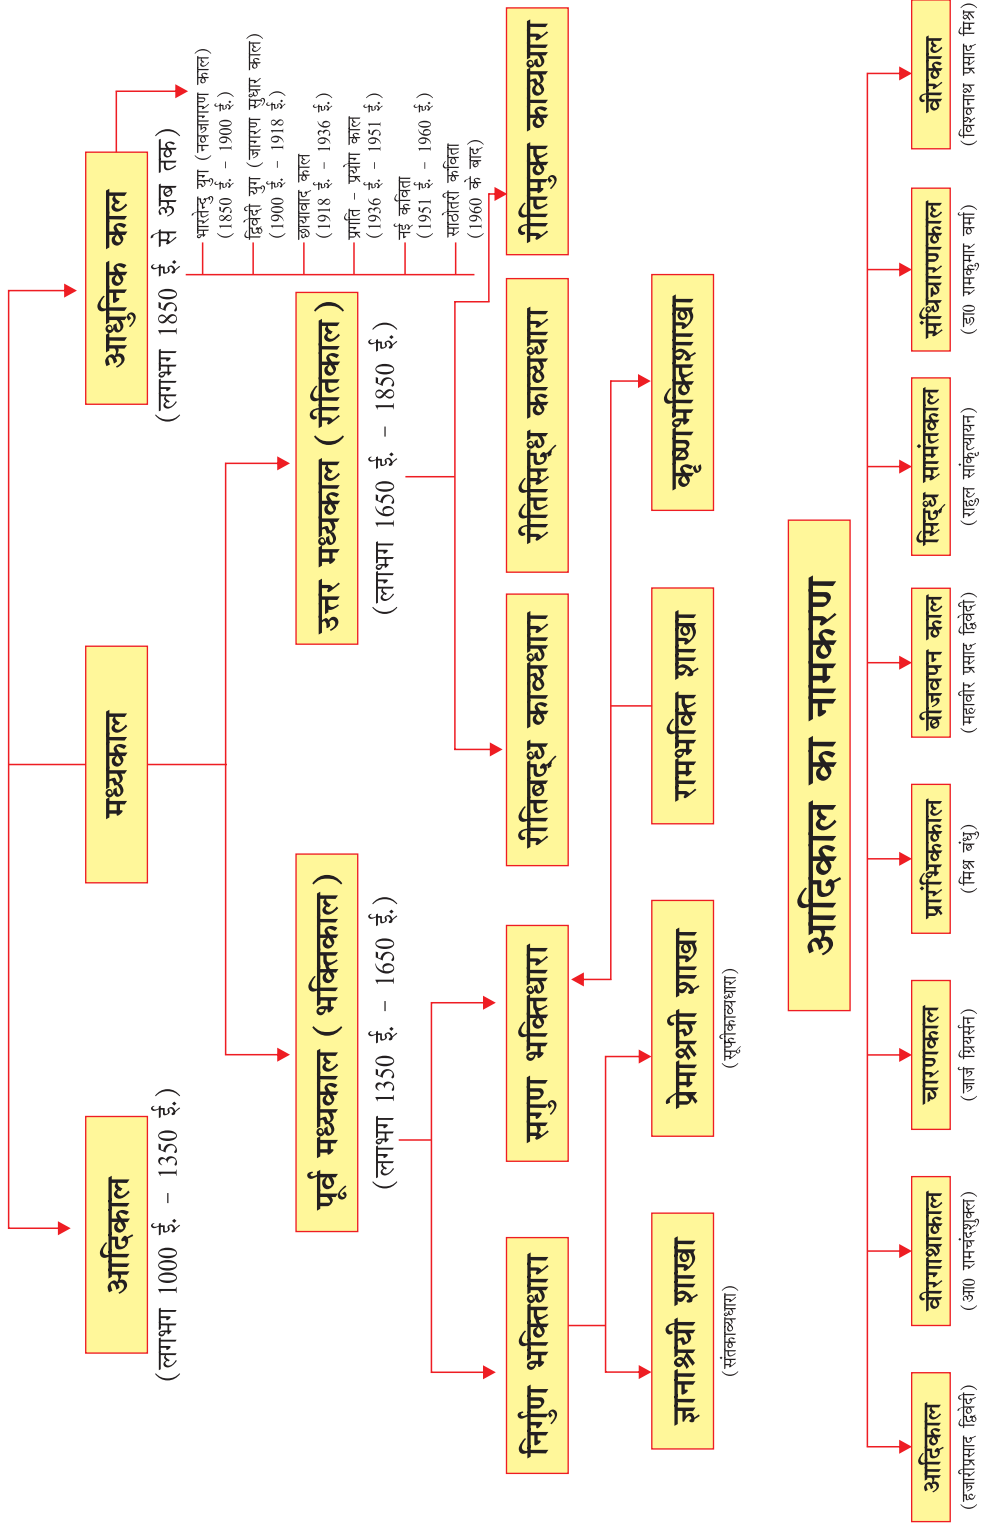 आदिकाल
(लगभग 1000 ई. - 1350 ई.)
मध्यकाल
आधुनिक काल
(लगभग 1850 ई. से अब तक)
भारतेन्दु युग (नवजागरण काल)
(1850 ई. - 1900 ई.)
द्विवेदी युग (जागरण सुधार काल)
(1900 ई. - 1918 ई.)
छायावाद काल
(1918 ई. - 1936 ई.)
प्रगति - प्रयोग काल
(1936 ई. - 1951 ई.)
नई कविता
(1951 ई. - 1960 ई.)
साठोतरी कविता
(1960 के बाद)
पूर्व मध्यकाल (भक्तिकाल)
(लगभग 1350 ई. - 1650 ई.)
उत्तर मध्यकाल (रीतिकाल)
(लगभग 1650 ई. - 1850 ई.)
निर्गुण भक्तिधारा
सगुण भक्तिधारा
रीतिबद्ध काव्यधारा
रीतिसिद्ध काव्यधारा
रीतिमुक्त काव्यधारा
ज्ञानाश्रयी शाखा
(संतकाव्यधारा)
प्रेमाश्रयी शाखा
(सूफीकाव्यधारा)
रामभक्ति शाखा
कृष्णभक्तिशाखा
आदिकाल का नामकरण
आदिकाल
(हजारीप्रसाद द्विवेदी)
वीरगाथाकाल
(आ0 रामचंदशुक्ल)
चारणकाल
(जार्ज ग्रियर्सन)
प्रारंभिककाल
(मिश्र बंधु)
बीजवपन काल
(महावीर प्रसाद द्विवेदी)
सिद्ध सामंतकाल
(राहुल सांकृत्यायन)
संधिचारणकाल
(डा0 रामकुमार वर्मा)
वीरकाल
(विश्वनाथ प्रसाद मिश्र)